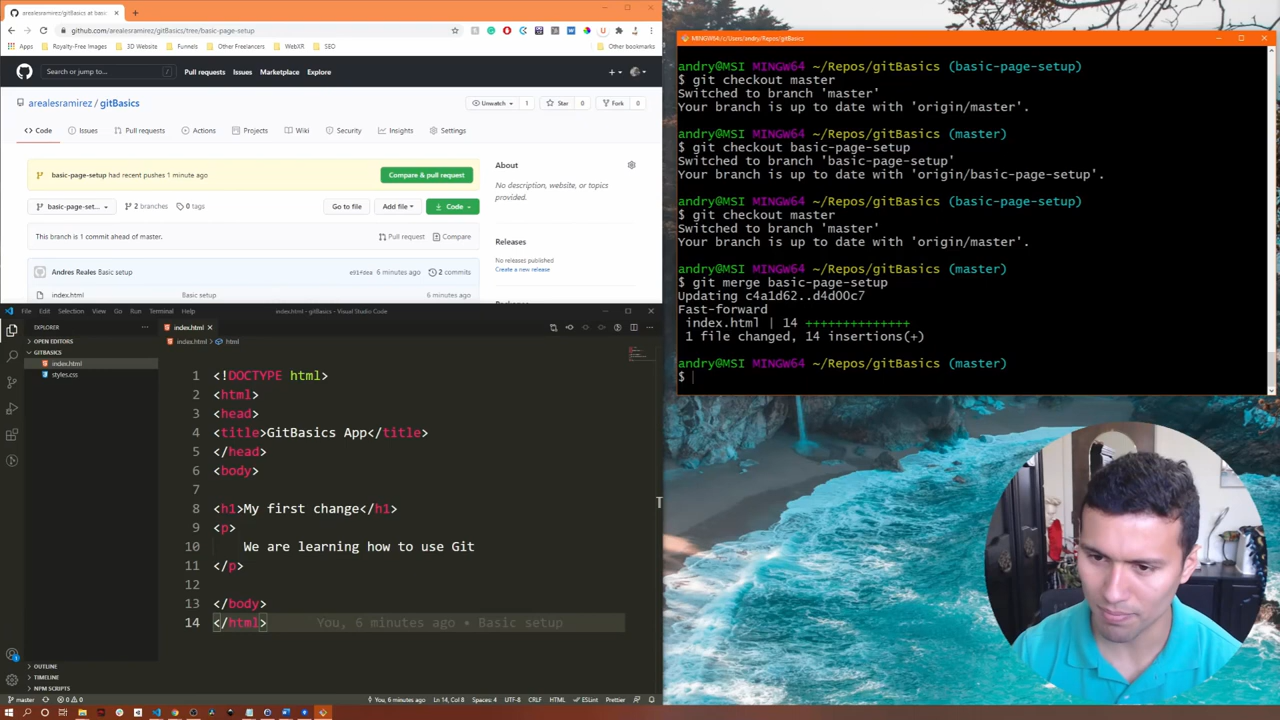 arealesramirez/gitBasics at basic
github.com/arealesramirez/gitBasics/tree/basic-page-setup
Apps Royalty-Free Images 3D Website Funnels Other Freelancers WebXR SEO Other bookmarks
Search or jump to... / Pull requests Issues Marketplace Explore
arealesramirez / gitBasics Unwatch 1 Star 0 Fork 0
Code Issues Pull requests Actions Projects Wiki Security Insights Settings
basic-page-setup had recent pushes 1 minute ago Compare & pull request
basic-page-set... 2 branches 0 tags Go to file Add file Code
This branch is 1 commit ahead of master. Pull request Compare
Andres Reales Basic setup 6 minutes ago 2 commits
index.html Basic setup 6 minutes ago
About
No description, website, or topics
provided.
Releases
No releases published
Create a new release
File Edit Selection View Go Run Terminal Help index.html - gitBasics - Visual Studio Code
EXPLORER
OPEN EDITORS
GITBASICS
index.html
styles.css
OUTLINE
TIMELINE
NPM SCRIPTS
index.html
index.html > html
1 <!DOCTYPE html>
2 <html>
3 <head>
4 <title>GitBasics App</title>
5 </head>
6 <body>
7
8 <h1>My first change</h1>
9 <p>
10 We are learning how to use Git
11 </p>
12
13 </body>
14 </html> You, 6 minutes ago • Basic setup
master 0 0 You, 6 minutes ago Ln 14, Col 8 Spaces: 4 UTF-8 CRLF HTML ESLint Prettier
MINGW64:/c/Users/andry/Repos/gitBasics
andry@MSI MINGW64 ~/Repos/gitBasics (basic-page-setup)
$ git checkout master
Switched to branch 'master'
Your branch is up to date with 'origin/master'.
andry@MSI MINGW64 ~/Repos/gitBasics (master)
$ git checkout basic-page-setup
Switched to branch 'basic-page-setup'
Your branch is up to date with 'origin/basic-page-setup'.
andry@MSI MINGW64 ~/Repos/gitBasics (basic-page-setup)
$ git checkout master
Switched to branch 'master'
Your branch is up to date with 'origin/master'.
andry@MSI MINGW64 ~/Repos/gitBasics (master)
$ git merge basic-page-setup
Updating c4a1d62..d4d00c7
Fast-forward
index.html | 14 ++++++++++++++
1 file changed, 14 insertions(+)
andry@MSI MINGW64 ~/Repos/gitBasics (master)
$